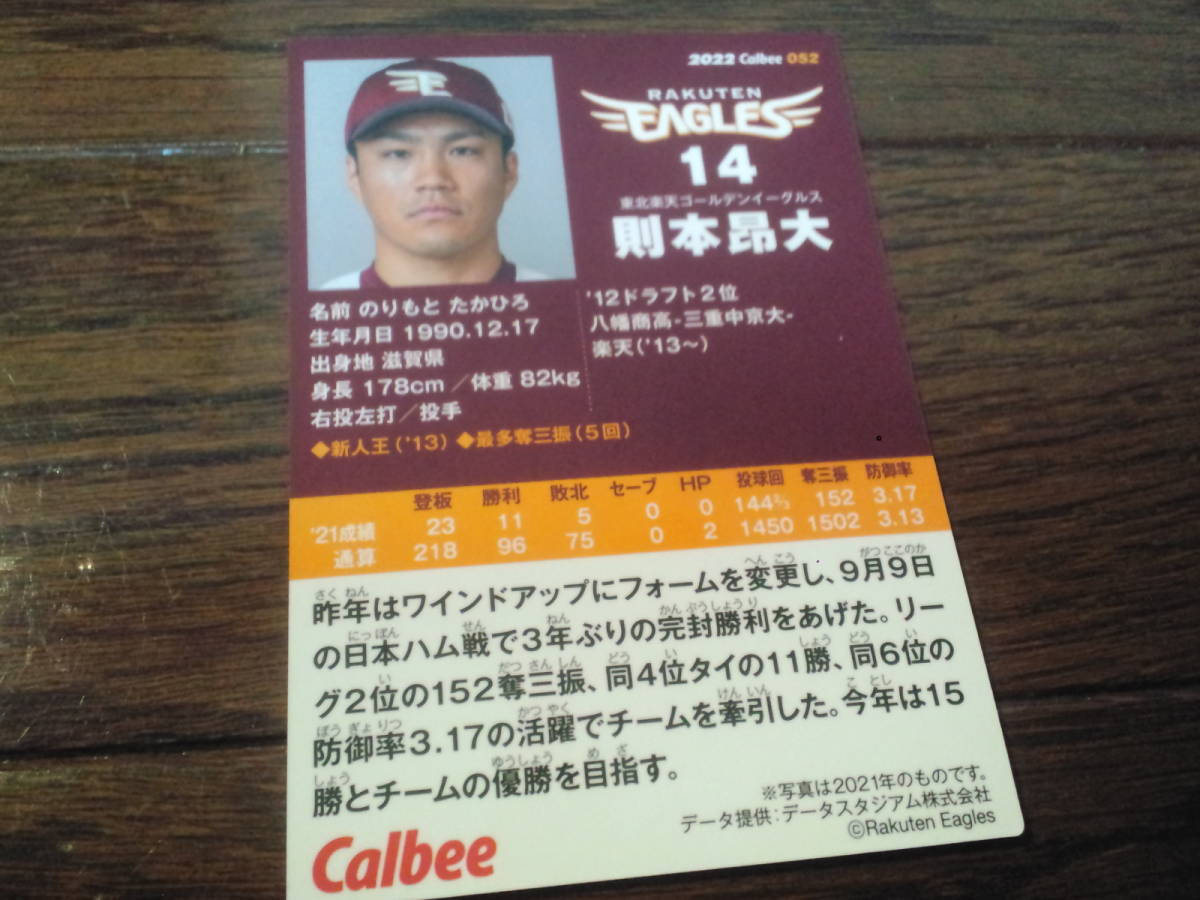 2022 Calbee 052
RAKUTEN
EAGLES
14
東北楽天ゴールデンイーグルス
則本昂大
名前 のりもと たかひろ
生年月日 1990.12.17
出身地 滋賀県
身長 178cm／体重 82kg
右投左打／投手
'12ドラフト2位
八幡商高-三重中京大-
楽天('13〜)
◆新人王('13) ◆最多奪三振(5回)
登板 勝利 敗北 セーブ HP 投球回 奪三振 防御率
'21成績 23 11 5 0 0 144⅔ 152 3.17
通算 218 96 75 0 2 1450 1502 3.13
昨年はワインドアップにフォームを変更し、9月9日
の日本ハム戦で3年ぶりの完封勝利をあげた。リー
グ2位の152奪三振、同4位タイの11勝、同6位の
防御率3.17の活躍でチームを牽引した。今年は15
勝とチームの優勝を目指す。
※写真は2021年のものです。
データ提供：データスタジアム株式会社
©Rakuten Eagles
Calbee